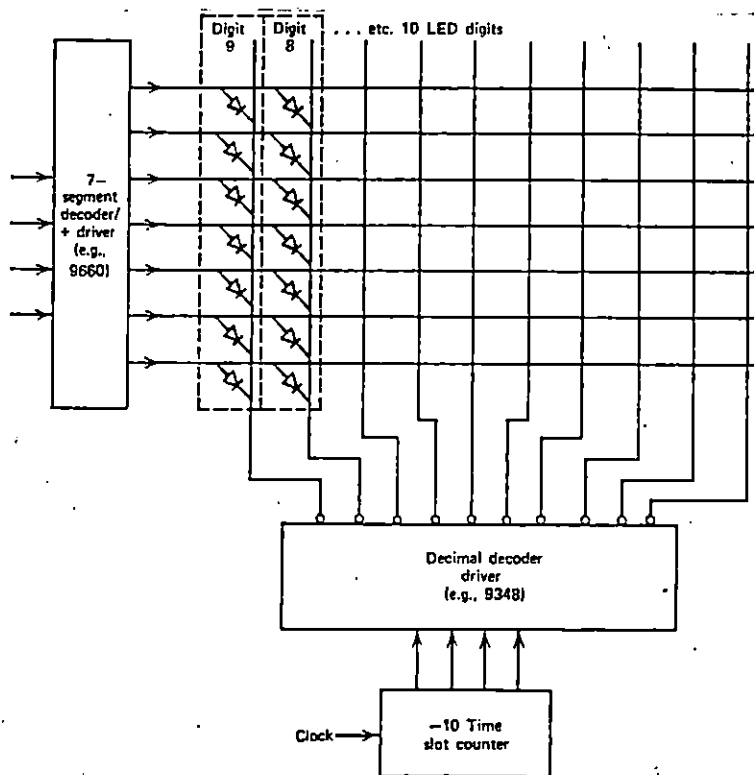 Digit
9
Digit
8
. . . etc. 10 LED digits
7–
segment
decoder/
+ driver
(e.g.,
9660)
Decimal decoder
driver
(e.g., 9348)
Clock
–10 Time
slot counter